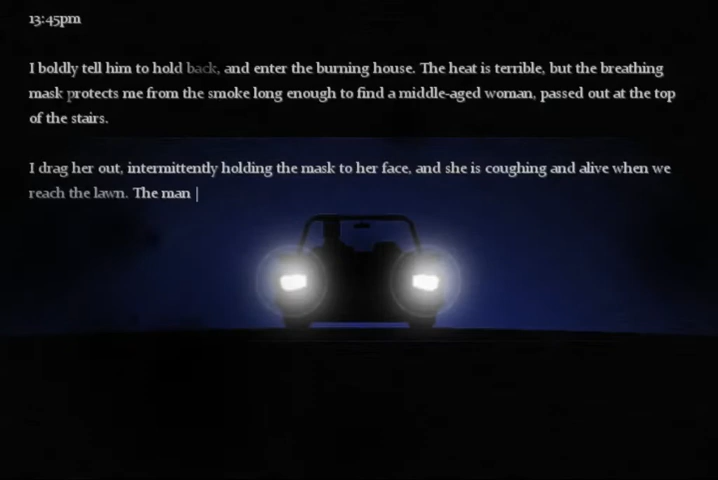 13:45pm
I boldly tell him to hold back, and enter the burning house. The heat is terrible, but the breathing
mask protects me from the smoke long enough to find a middle-aged woman, passed out at the top
of the stairs.
I drag her out, intermittently holding the mask to her face, and she is coughing and alive when we
reach the lawn. The man |